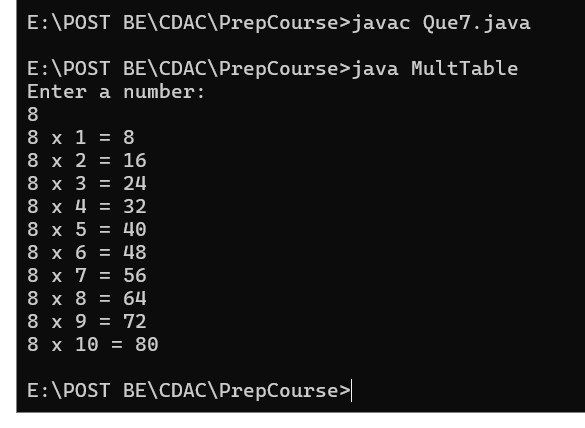 E:\POST BE\CDAC\PrepCourse>javac Que7.java
E:\POST BE\CDAC\PrepCourse>java MultTable
Enter a number:
8
8 x 1 = 8
8 x 2 = 16
8 x 3 = 24
8 x 4 = 32
8 x 5 = 40
8 x 6 = 48
8 x 7 = 56
8 x 8 = 64
8 x 9 = 72
8 x 10 = 80
E:\POST BE\CDAC\PrepCourse>